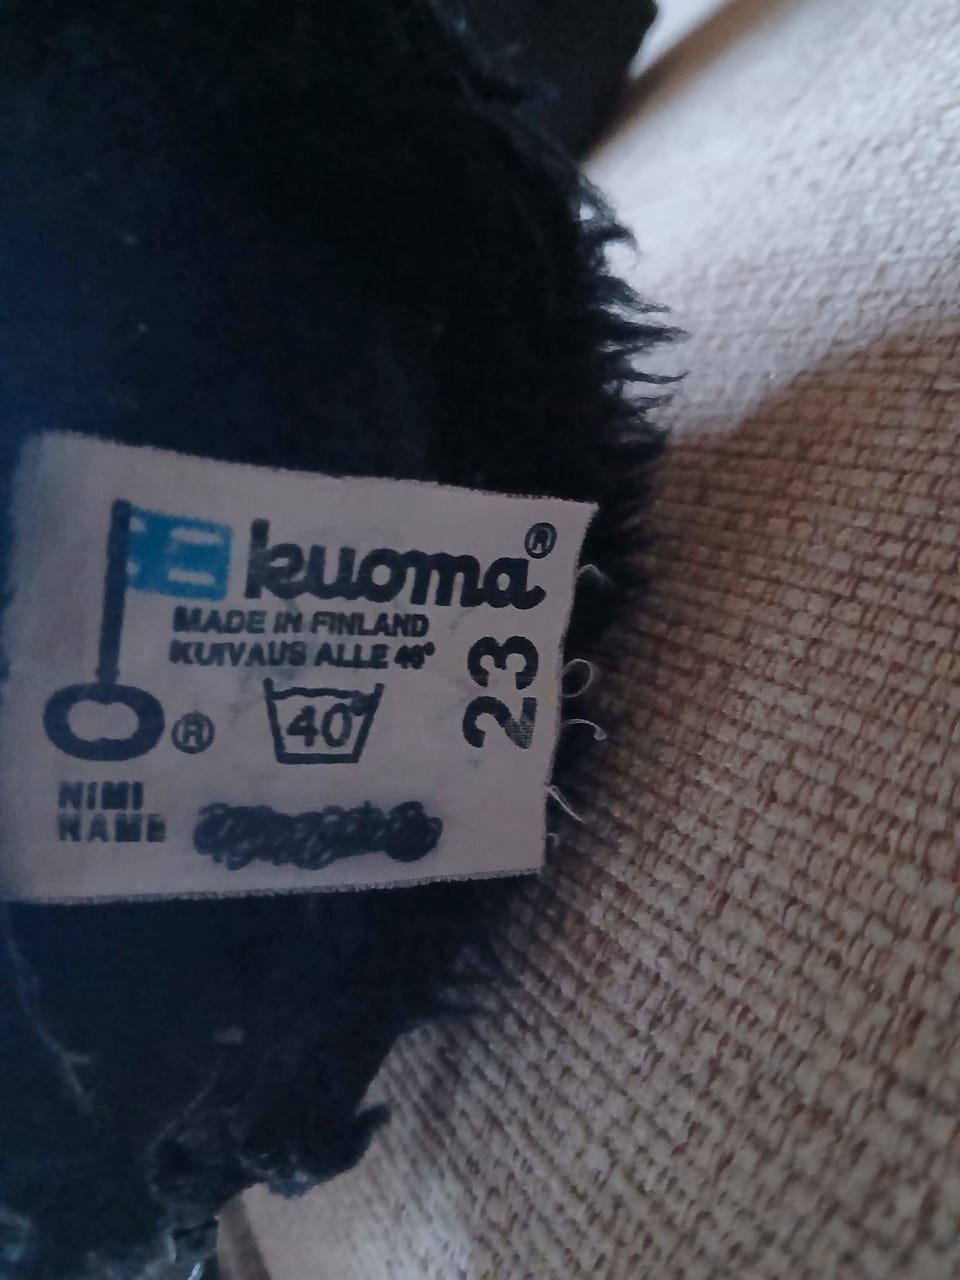 kuoma®
MADE IN FINLAND
KUIVAUS ALLE 40°
23
® 40°
NIMI
NAME